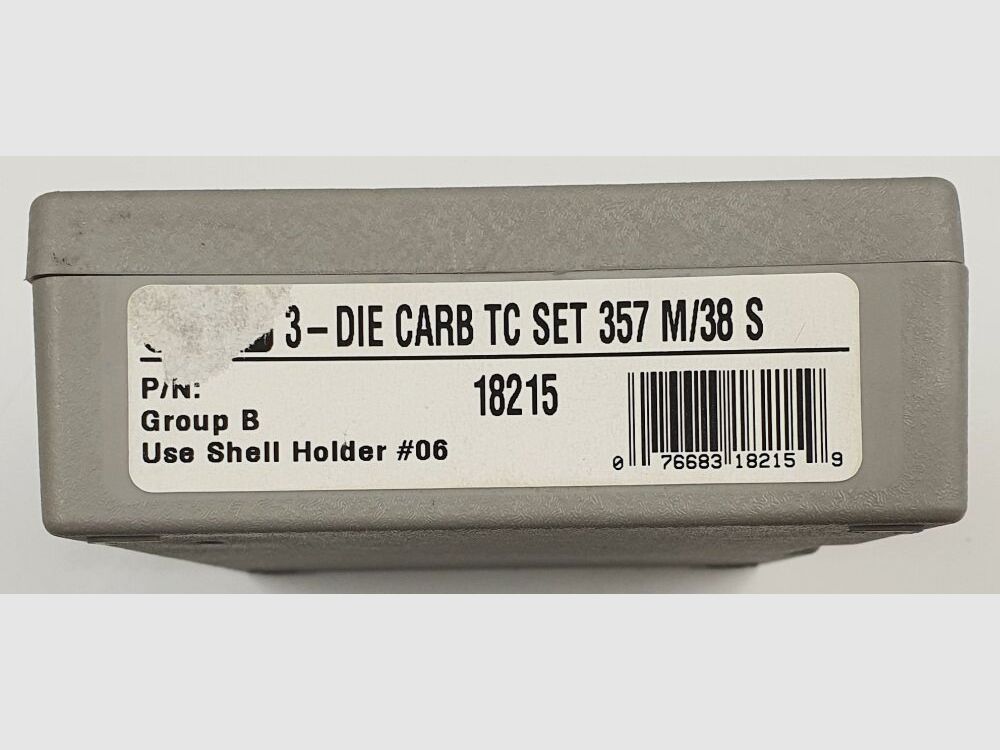 3-DIE CARB TC SET 357 M/38 S
P/N: 18215
Group B
Use Shell Holder #06
0 76683 18215 9